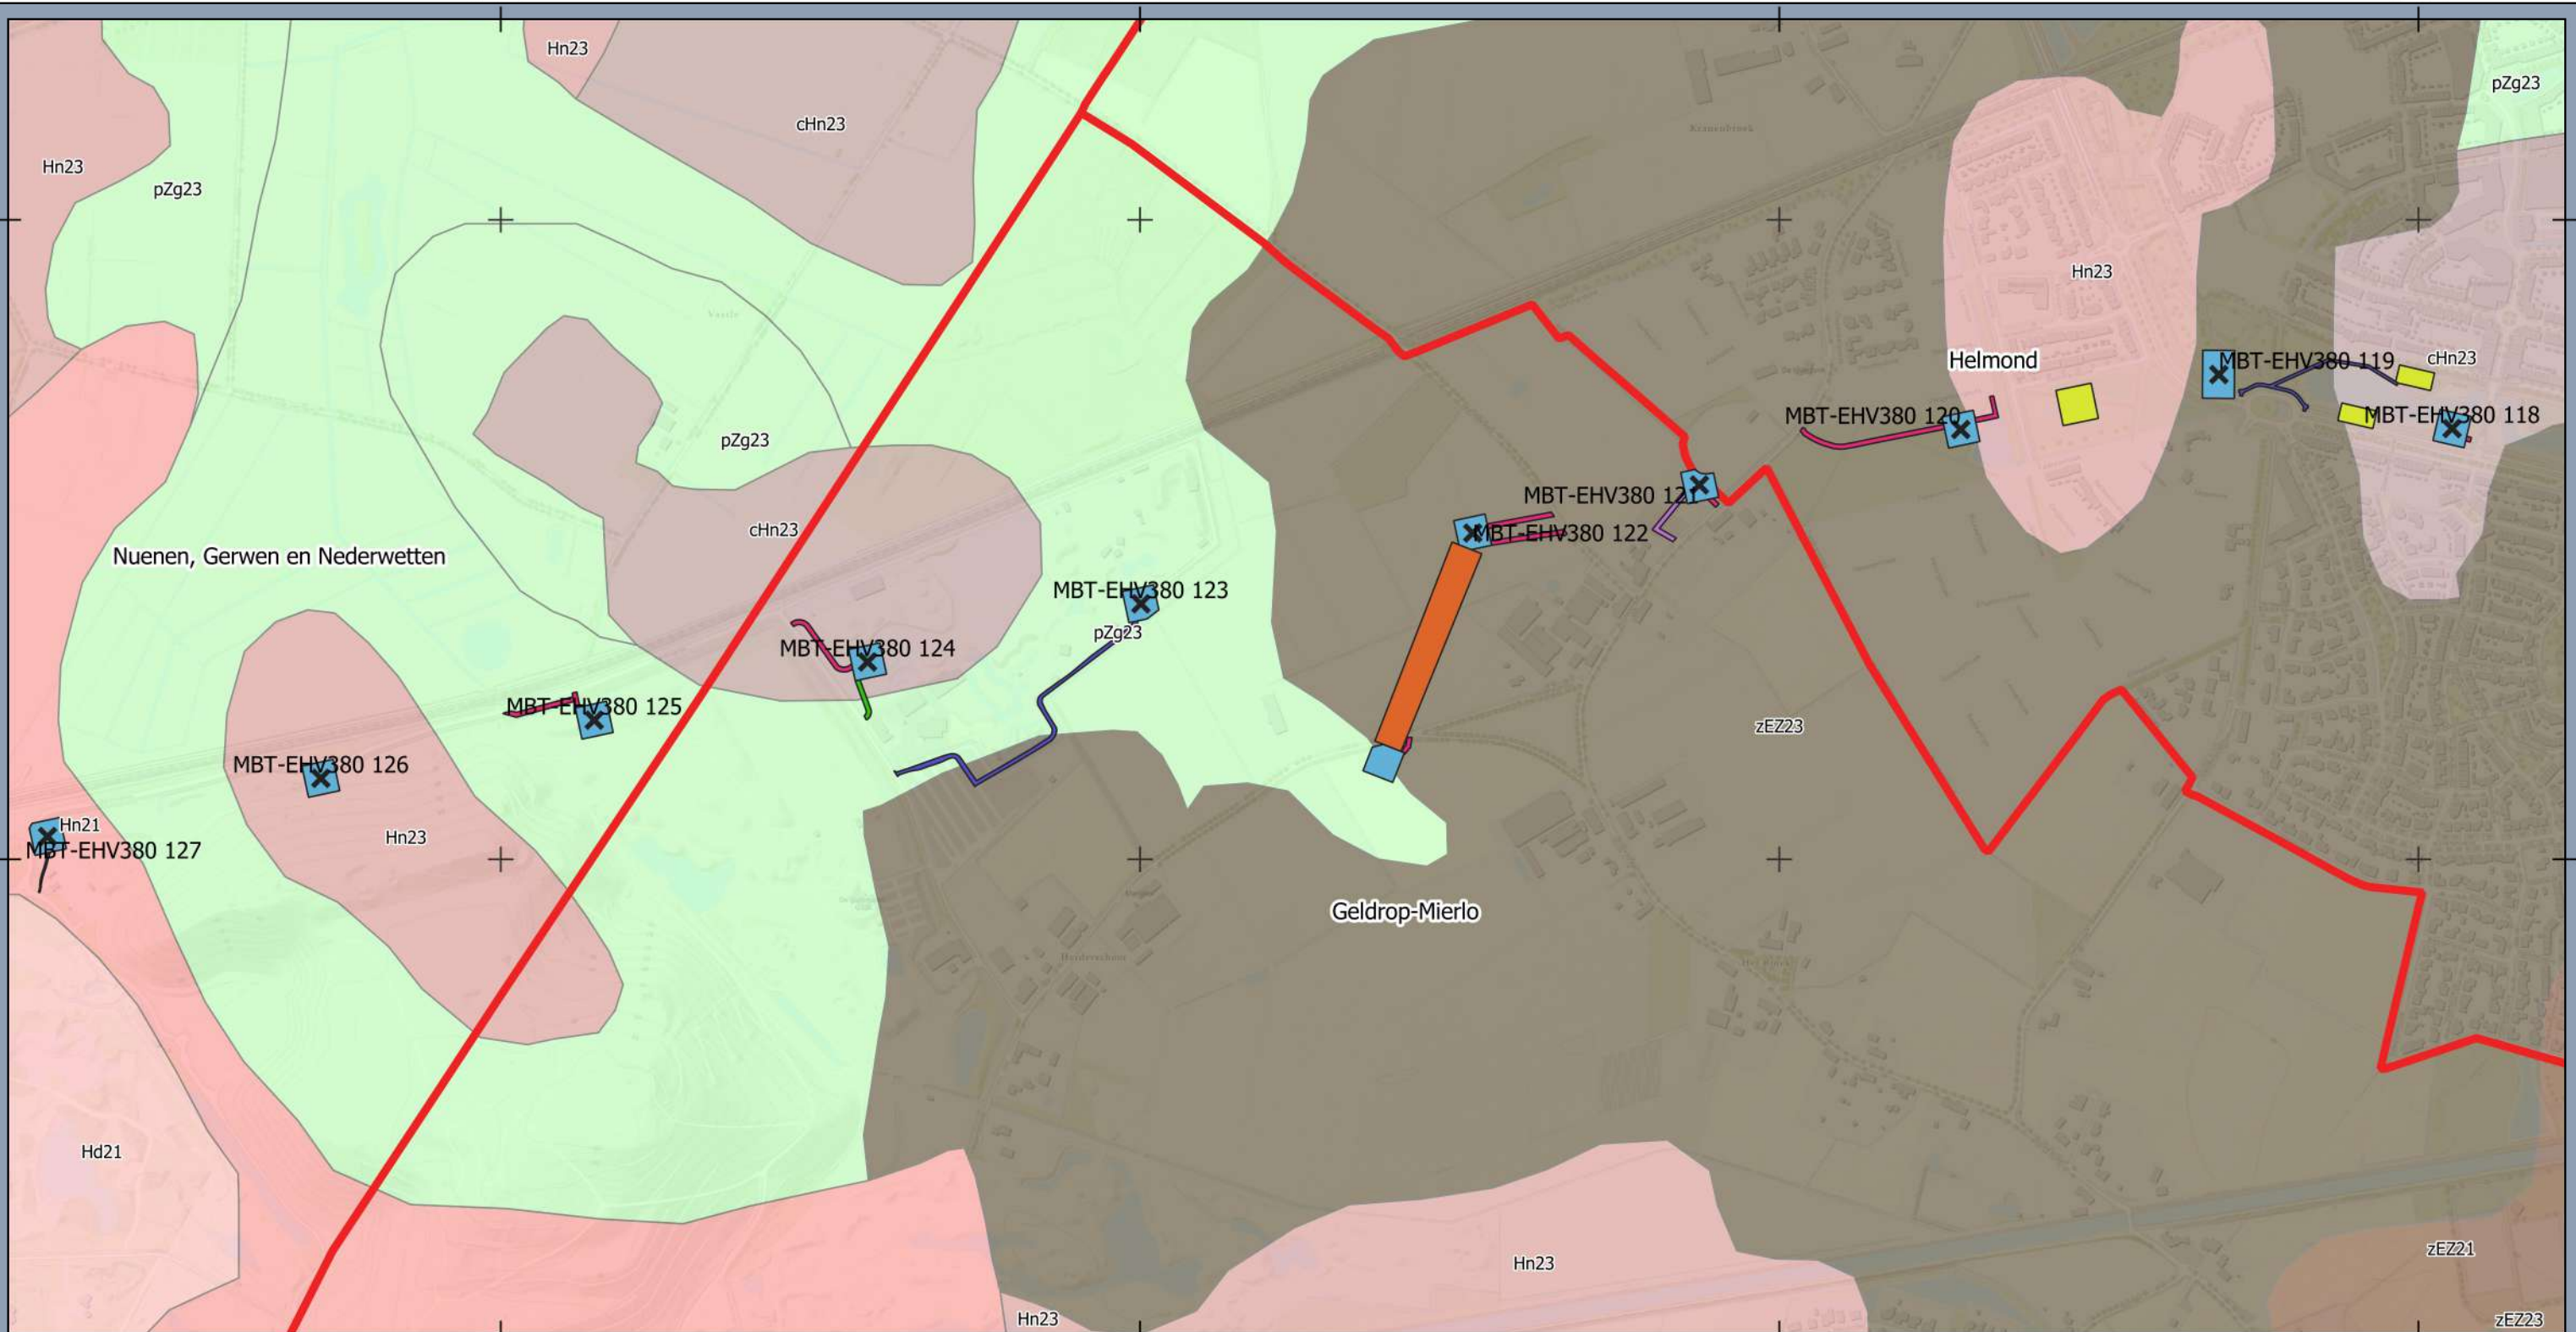 Hn23
pZg23
cHn23
Kranenbroek
Hn23
pZg23
Hn23
Vaarle
Helmond
MBT-EHV380 119
cHn23
MBT-EHV380 120
MBT-EHV380 118
pZg23
MBT-EHV380 121
cHn23
MBT-EHV380 122
Nuenen, Gerwen en Nederwetten
MBT-EHV380 123
pZg23
MBT-EHV380 124
MBT-EHV380 125
zEZ23
MBT-EHV380 126
Hn21
Hn23
MBT-EHV380 127
Geldrop-Mierlo
Hd21
zEZ21
Hn23
Hn23
zEZ23